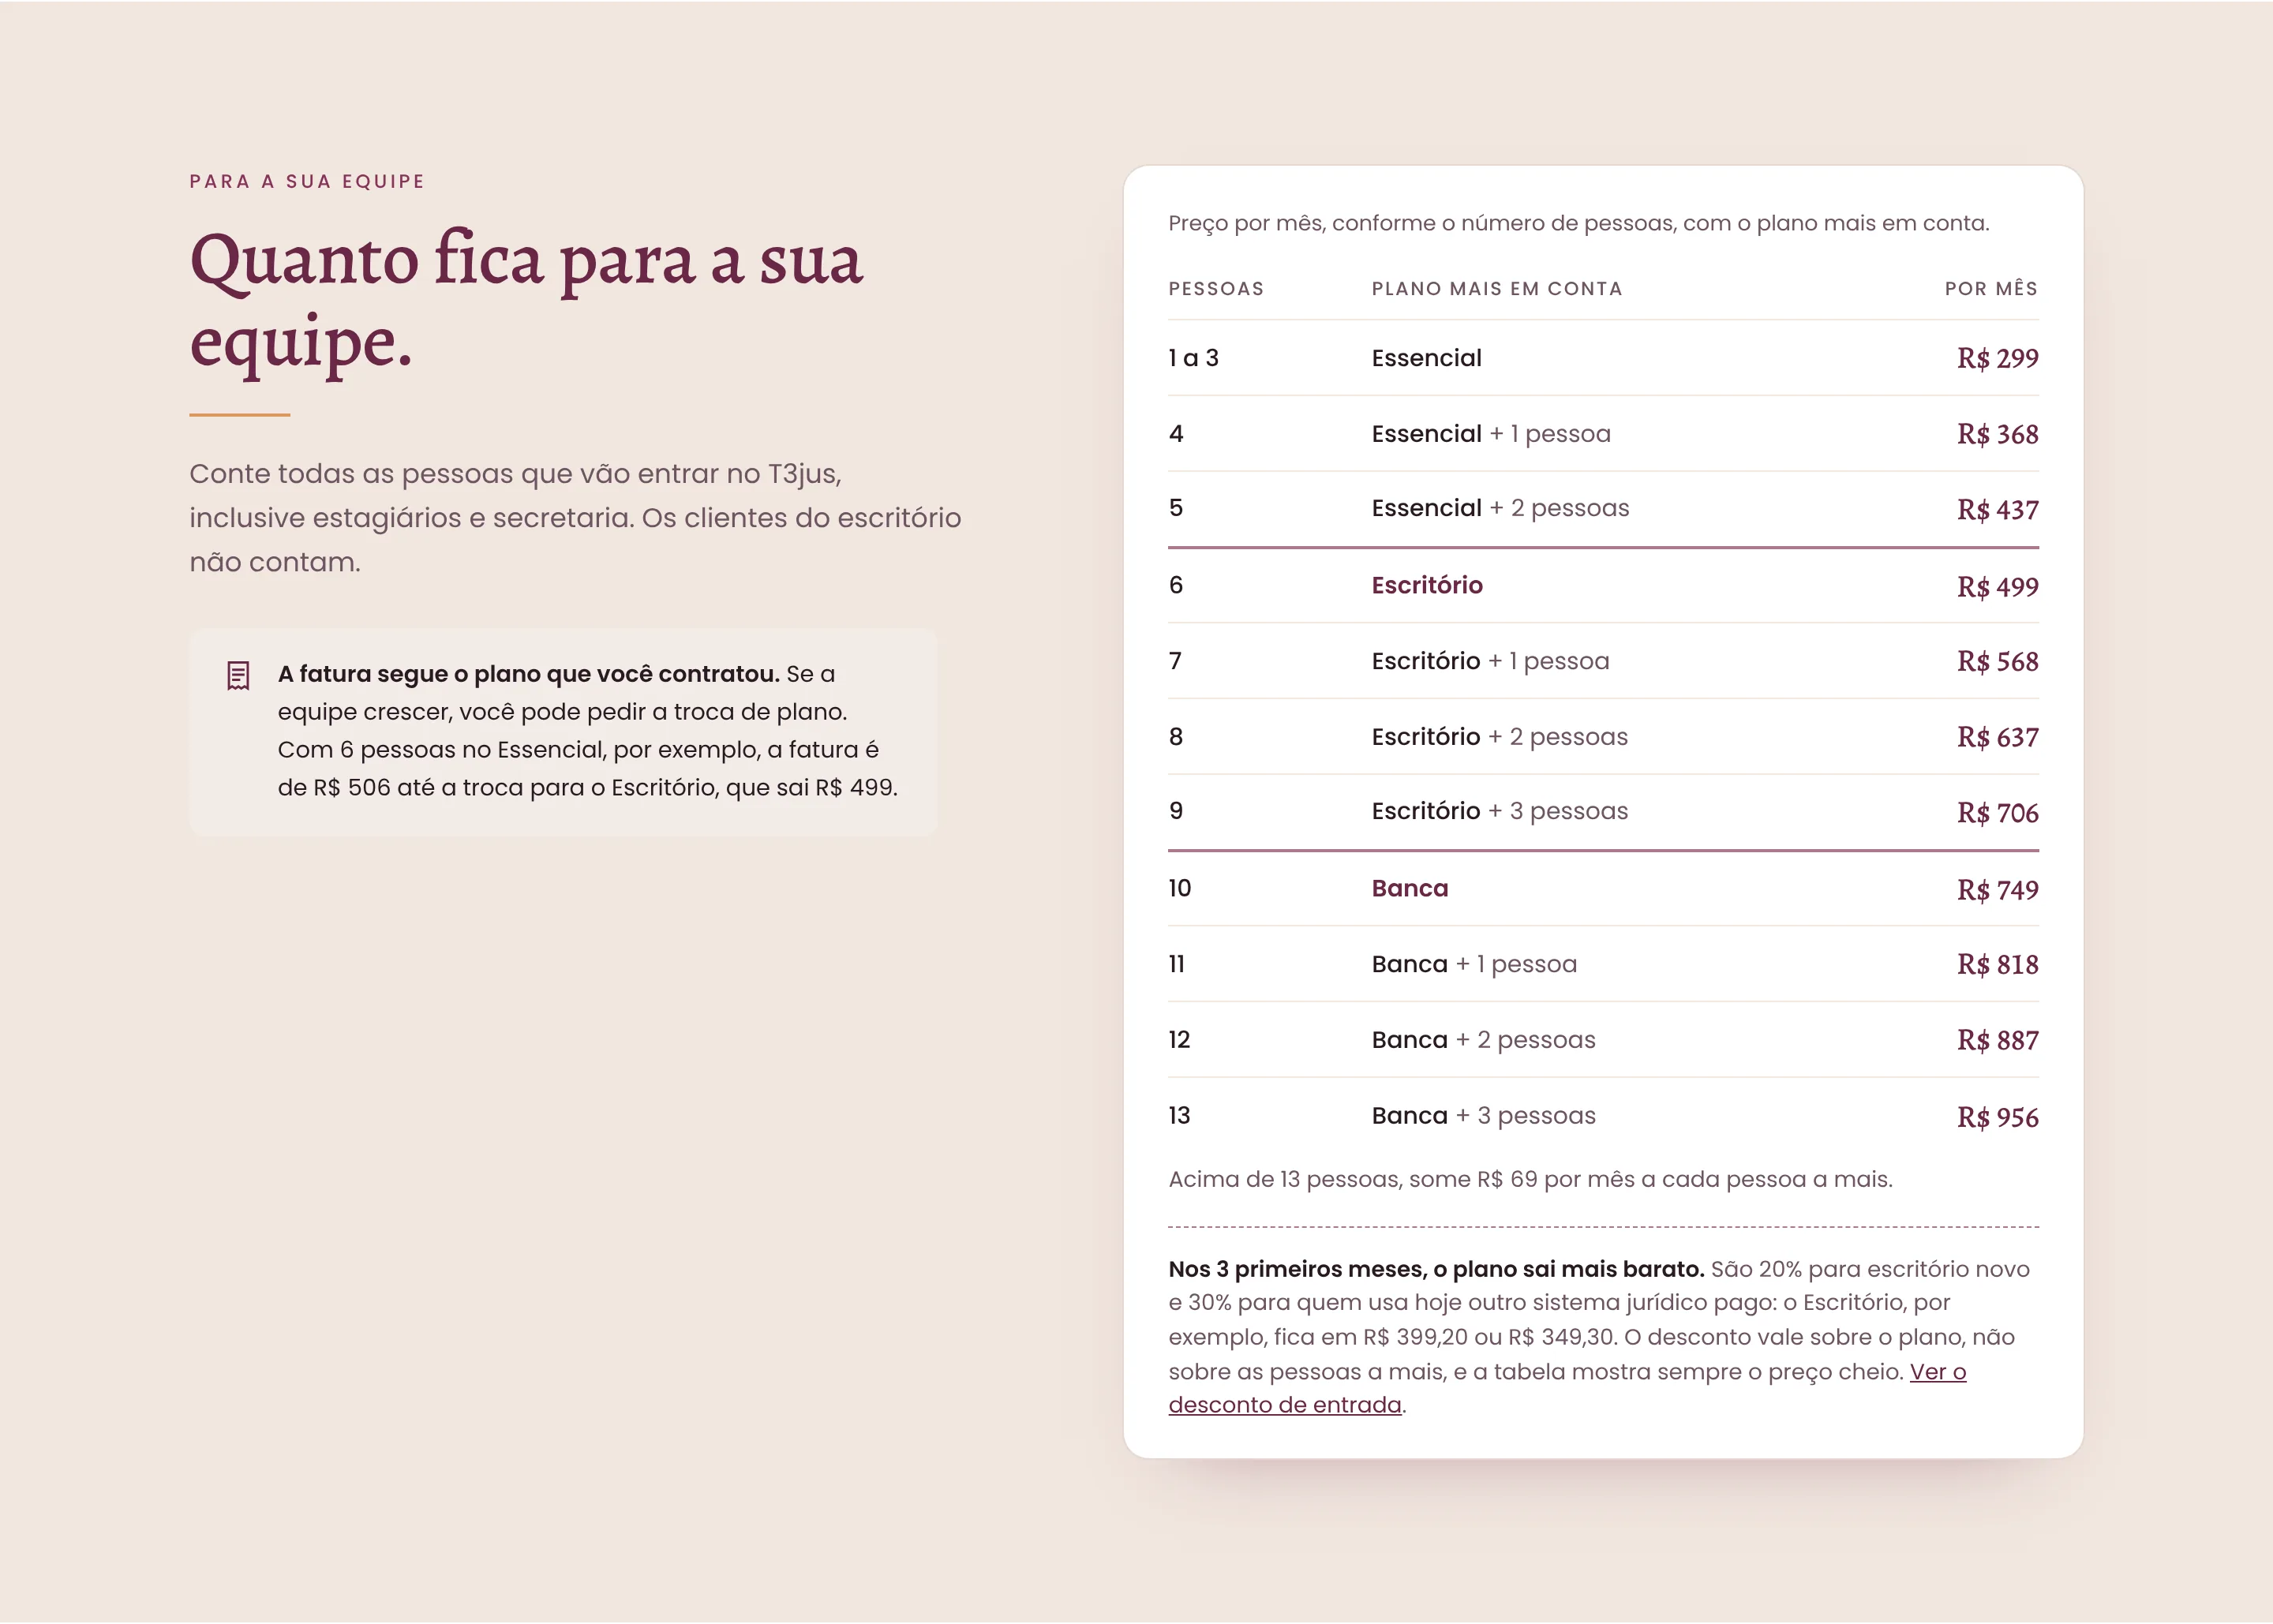 PARA A SUA EQUIPE
Quanto fica para a sua
equipe.
Conte todas as pessoas que vão entrar no T3jus,
inclusive estagiários e secretaria. Os clientes do escritório
não contam.
A fatura segue o plano que você contratou. Se a
equipe crescer, você pode pedir a troca de plano.
Com 6 pessoas no Essencial, por exemplo, a fatura é
de R$ 506 até a troca para o Escritório, que sai R$ 499.
Preço por mês, conforme o número de pessoas, com o plano mais em conta.
PESSOAS PLANO MAIS EM CONTA POR MÊS
1 a 3 Essencial R$ 299
4 Essencial + 1 pessoa R$ 368
5 Essencial + 2 pessoas R$ 437
6 Escritório R$ 499
7 Escritório + 1 pessoa R$ 568
8 Escritório + 2 pessoas R$ 637
9 Escritório + 3 pessoas R$ 706
10 Banca R$ 749
11 Banca + 1 pessoa R$ 818
12 Banca + 2 pessoas R$ 887
13 Banca + 3 pessoas R$ 956
Acima de 13 pessoas, some R$ 69 por mês a cada pessoa a mais.
Nos 3 primeiros meses, o plano sai mais barato. São 20% para escritório novo
e 30% para quem usa hoje outro sistema jurídico pago: o Escritório, por
exemplo, fica em R$ 399,20 ou R$ 349,30. O desconto vale sobre o plano, não
sobre as pessoas a mais, e a tabela mostra sempre o preço cheio. Ver o
desconto de entrada.